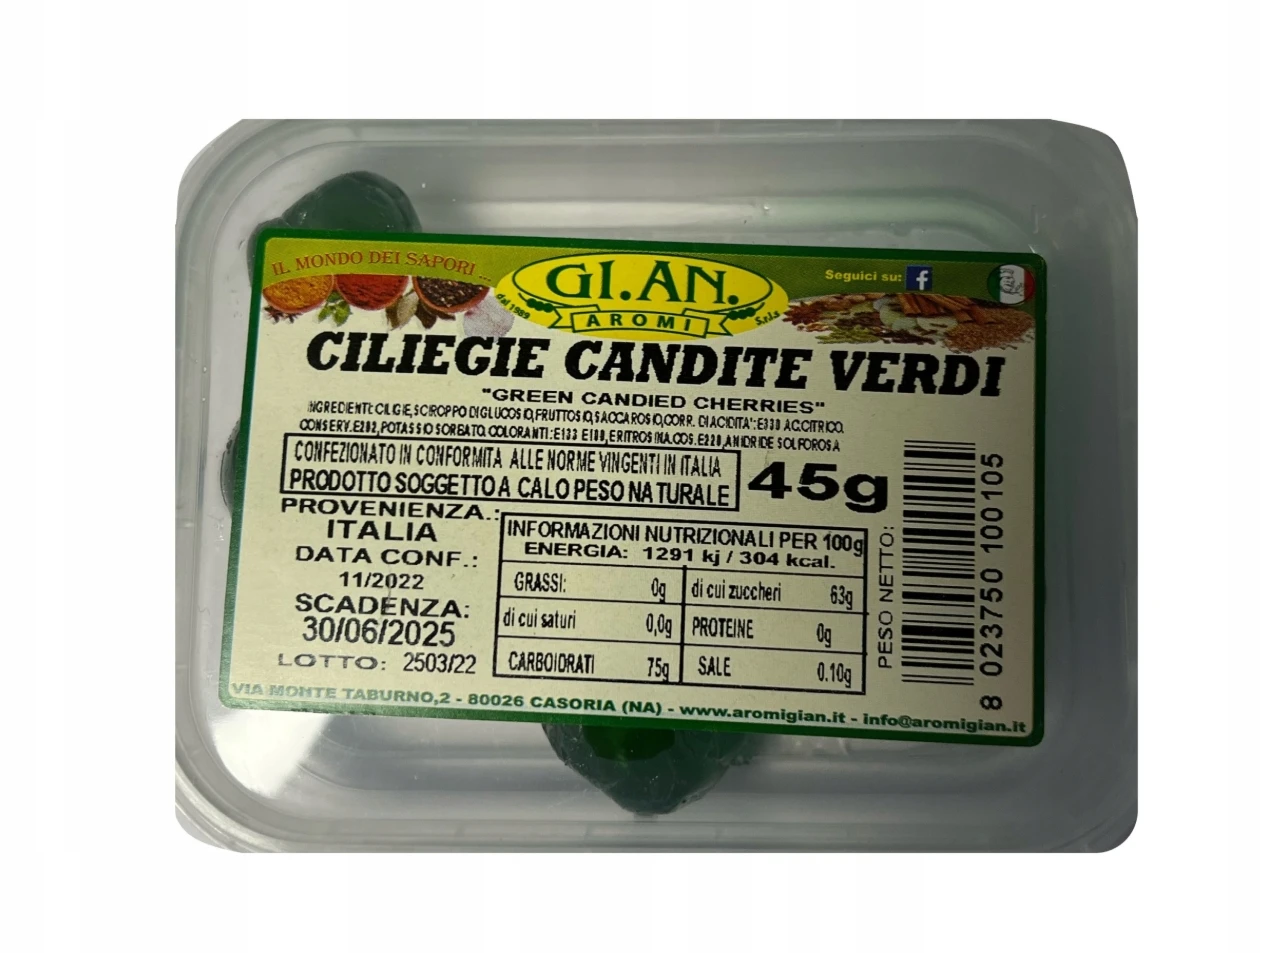 IL MONDO DEI SAPORI ...
GI.AN.
AROMI
dal 1989
S.r.l.s
Seguici su: f
CILIEGIE CANDITE VERDI
"GREEN CANDIED CHERRIES"
INGREDIENTI: CILIGIE, SCIROPPO DI GLUCOSIO, FRUTTOSIO, SACCAROSIO, CORR. DI ACIDITA': E330 AC.CITRICO.
CONSERV. E202, POTASSIO SORBATO. COLORANTI: E133 E100, ERITROSINA. COS. E220, ANIDRIDE SOLFOROSA
CONFEZIONATO IN CONFORMITA ALLE NORME VINGENTI IN ITALIA
PRODOTTO SOGGETTO A CALO PESO NATURALE
45g
PROVENIENZA.:
ITALIA
DATA CONF.:
11/2022
SCADENZA:
30/06/2025
LOTTO: 2503/22
INFORMAZIONI NUTRIZIONALI PER 100g
ENERGIA: 1291 kj / 304 kcal.
GRASSI: 0g di cui zuccheri 63g
di cui saturi 0,0g PROTEINE 0g
CARBOIDRATI 75g SALE 0.10g
PESO NETTO:
8 023750 100105
VIA MONTE TABURNO,2 - 80026 CASORIA (NA) - www.aromigian.it - info@aromigian.it